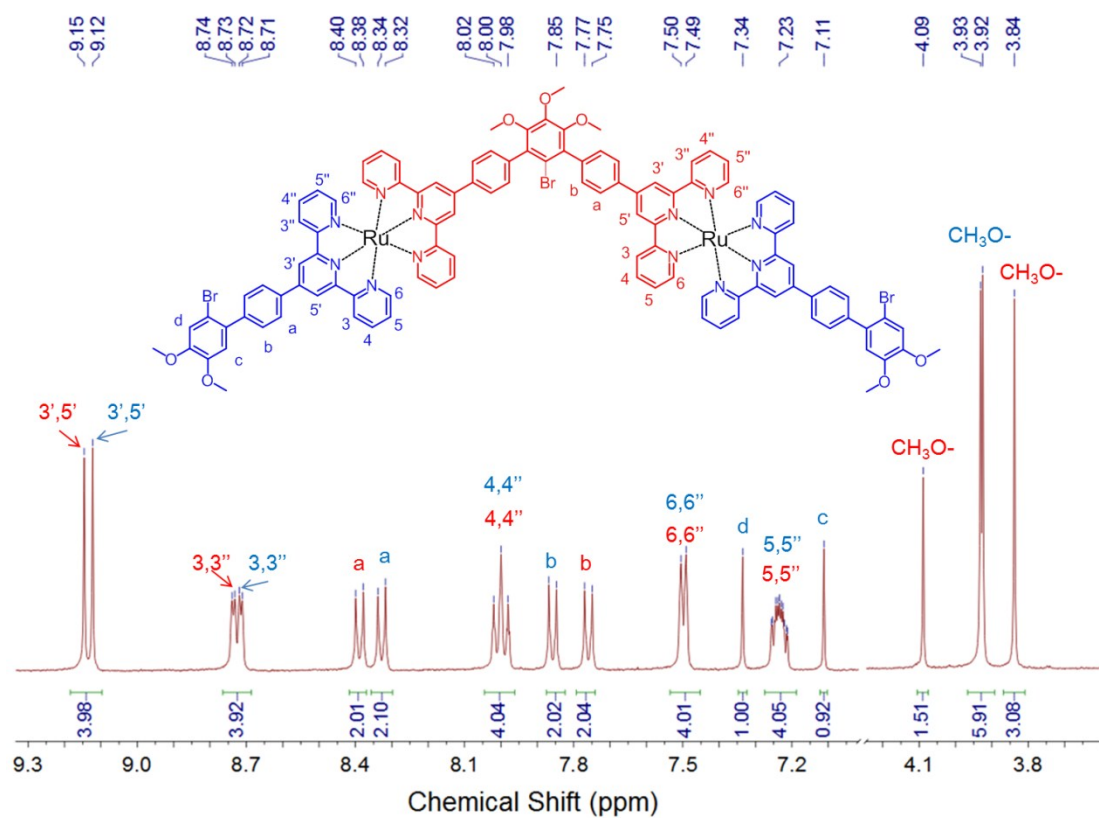 9.15 9.12 8.74 8.73 8.72 8.71 8.40 8.38 8.34 8.32 8.02 8.00 7.98 7.85 7.77 7.75 7.50 7.49 7.34 7.23 7.11 4.09 3.93 3.92 3.84
O O O
4'' 3'' 3' 3'' 4'' 5''
5'' 4'' 6'' N N Br b a N N 6''
3'' N N 5' N N
Ru Ru
3' N N N 3 N N N
Br 6 4 5 6 Br
d a 5' 3 4 5
b
O O c O O
CH₃O-
CH₃O-
3',5' 3',5'
CH₃O-
4,4'' 6,6''
3,3'' 3,3'' a a 4,4'' b b 6,6'' d 5,5'' c
5,5''
3.98 3.92 2.01 2.10 4.04 2.02 2.04 4.01 1.00 4.05 0.92 1.51 5.91 3.08
9.3 9.0 8.7 8.4 8.1 7.8 7.5 7.2 4.1 3.8
Chemical Shift (ppm)